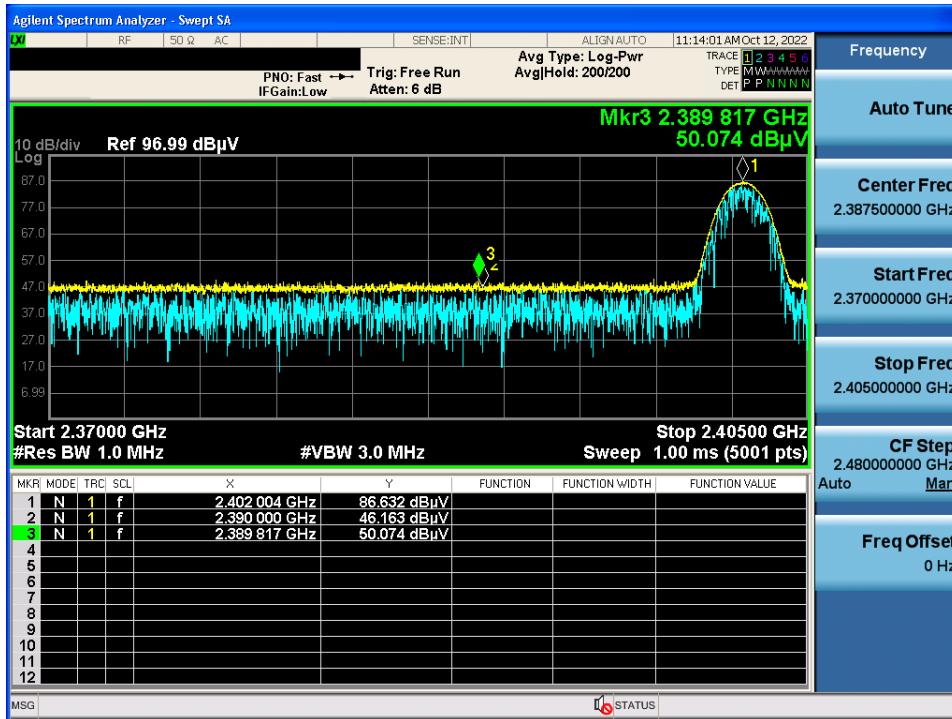 Agilent Spectrum Analyzer - Swept SA
LXI RF 50 Ω AC SENSE:INT ALIGN AUTO 11:14:01 AM Oct 12, 2022
Frequency
PNO: Fast Trig: Free Run Avg Type: Log-Pwr TRACE 1 2 3 4 5 6
IFGain:Low Atten: 6 dB Avg|Hold: 200/200 TYPE M W W W W W
DET P P N N N N
Auto Tune
Mkr3 2.389 817 GHz
50.074 dBµV
10 dB/div Ref 96.99 dBµV
Log
87.0
77.0
67.0
57.0
47.0
37.0
27.0
17.0
6.99
1
3
2
Center Freq
2.387500000 GHz
Start Freq
2.370000000 GHz
Stop Freq
2.405000000 GHz
Start 2.37000 GHz Stop 2.40500 GHz
#Res BW 1.0 MHz #VBW 3.0 MHz Sweep 1.00 ms (5001 pts)
CF Step
2.480000000 GHz
Auto Man
Freq Offset
0 Hz
MKR MODE TRC SCL X Y FUNCTION FUNCTION WIDTH FUNCTION VALUE
1 N 1 f 2.402 004 GHz 86.632 dBµV
2 N 1 f 2.390 000 GHz 46.163 dBµV
3 N 1 f 2.389 817 GHz 50.074 dBµV
4
5
6
7
8
9
10
11
12
MSG STATUS